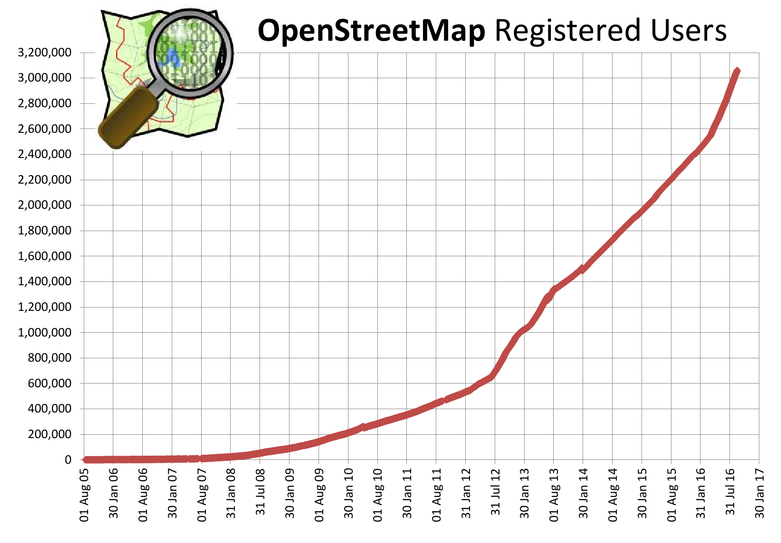 OpenStreetMap Registered Users
3,200,000
3,000,000
2,800,000
2,600,000
2,400,000
2,200,000
2,000,000
1,800,000
1,600,000
1,400,000
1,200,000
1,000,000
800,000
600,000
400,000
200,000
0
01 Aug 05
30 Jan 06
01 Aug 06
30 Jan 07
01 Aug 07
31 Jan 08
31 Jul 08
30 Jan 09
01 Aug 09
30 Jan 10
01 Aug 10
30 Jan 11
01 Aug 11
31 Jan 12
31 Jul 12
30 Jan 13
01 Aug 13
30 Jan 14
01 Aug 14
30 Jan 15
01 Aug 15
31 Jan 16
31 Jul 16
30 Jan 17